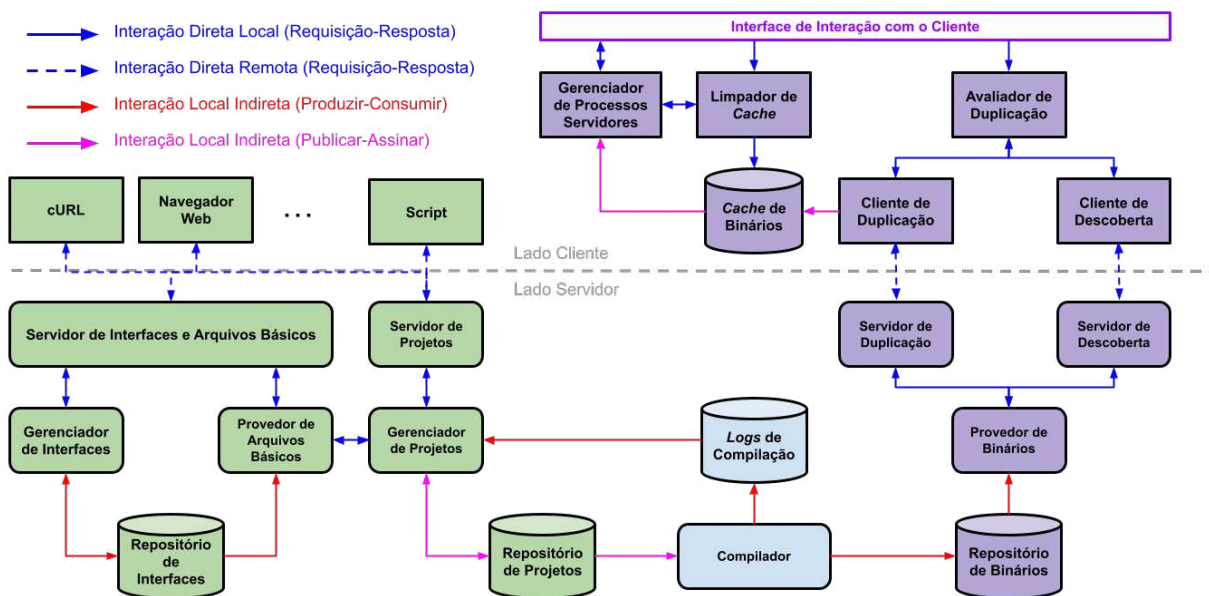 Interação Direta Local (Requisição-Resposta)
Interação Direta Remota (Requisição-Resposta)
Interação Local Indireta (Produzir-Consumir)
Interação Local Indireta (Publicar-Assinar)
Interface de Interação com o Cliente
Gerenciador
de Processos
Servidores
Limpador de
Cache
Avaliador de
Duplicação
cURL
Navegador
Web
...
Script
Cache de
Binários
Cliente de
Duplicação
Cliente de
Descoberta
Lado Cliente
Lado Servidor
Servidor de Interfaces e Arquivos Básicos
Servidor de
Projetos
Servidor de
Duplicação
Servidor de
Descoberta
Gerenciador
de Interfaces
Provedor de
Arquivos
Básicos
Gerenciador
de Projetos
Logs de
Compilação
Provedor de
Binários
Repositório
de
Interfaces
Repositório
de Projetos
Compilador
Repositório
de Binários